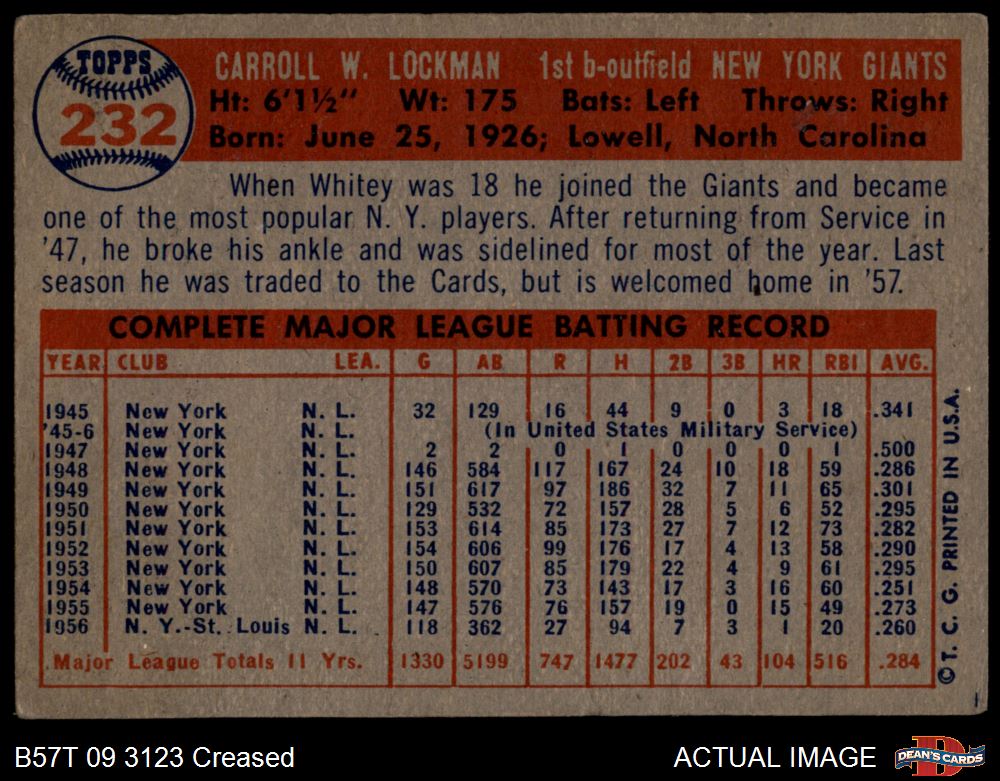 TOPPS
232
CARROLL W. LOCKMAN 1st b-outfield NEW YORK GIANTS
Ht: 6'1½" Wt: 175 Bats: Left Throws: Right
Born: June 25, 1926; Lowell, North Carolina
When Whitey was 18 he joined the Giants and became
one of the most popular N. Y. players. After returning from Service in
'47, he broke his ankle and was sidelined for most of the year. Last
season he was traded to the Cards, but is welcomed home in '57.
COMPLETE MAJOR LEAGUE BATTING RECORD
YEAR CLUB LEA. G AB R H 2B 3B HR RBI AVG.
1945 New York N. L. 32 129 16 44 9 0 3 18 .341
'45-6 New York N. L. (In United States Military Service)
1947 New York N. L. 2 2 0 1 0 0 0 1 .500
1948 New York N. L. 146 584 117 167 24 10 18 59 .286
1949 New York N. L. 151 617 97 186 32 7 11 65 .301
1950 New York N. L. 129 532 72 157 28 5 6 52 .295
1951 New York N. L. 153 614 85 173 27 7 12 73 .282
1952 New York N. L. 154 606 99 176 17 4 13 58 .290
1953 New York N. L. 150 607 85 179 22 4 9 61 .295
1954 New York N. L. 148 570 73 143 17 3 16 60 .251
1955 New York N. L. 147 576 76 157 19 0 15 49 .273
1956 N. Y.-St. Louis N. L. 118 362 27 94 7 3 1 20 .260
Major League Totals 11 Yrs. 1330 5199 747 1477 202 43 104 516 .284
© T. C. G. PRINTED IN U.S.A.
B57T 09 3123 Creased
ACTUAL IMAGE
D
DEAN'S CARDS